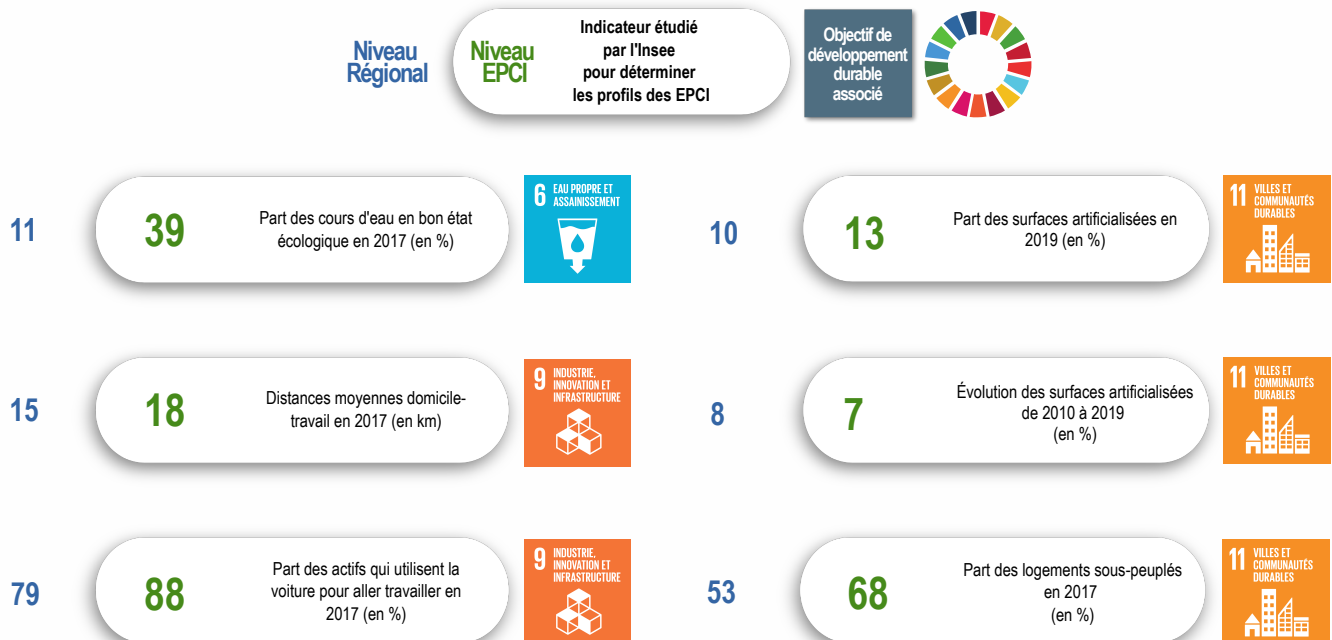 Niveau
Régional
Niveau
EPCI
Indicateur étudié
par l'Insee
pour déterminer
les profils des EPCI
Objectif de
développement
durable
associé
11
39
Part des cours d'eau en bon état
écologique en 2017 (en %)
6 EAU PROPRE ET
ASSAINISSEMENT
10
13
Part des surfaces artificialisées en
2019 (en %)
11 VILLES ET
COMMUNAUTÉS
DURABLES
15
18
Distances moyennes domicile-
travail en 2017 (en km)
9 INDUSTRIE,
INNOVATION ET
INFRASTRUCTURE
8
7
Évolution des surfaces artificialisées
de 2010 à 2019
(en %)
11 VILLES ET
COMMUNAUTÉS
DURABLES
79
88
Part des actifs qui utilisent la
voiture pour aller travailler en
2017 (en %)
9 INDUSTRIE,
INNOVATION ET
INFRASTRUCTURE
53
68
Part des logements sous-peuplés
en 2017
(en %)
11 VILLES ET
COMMUNAUTÉS
DURABLES